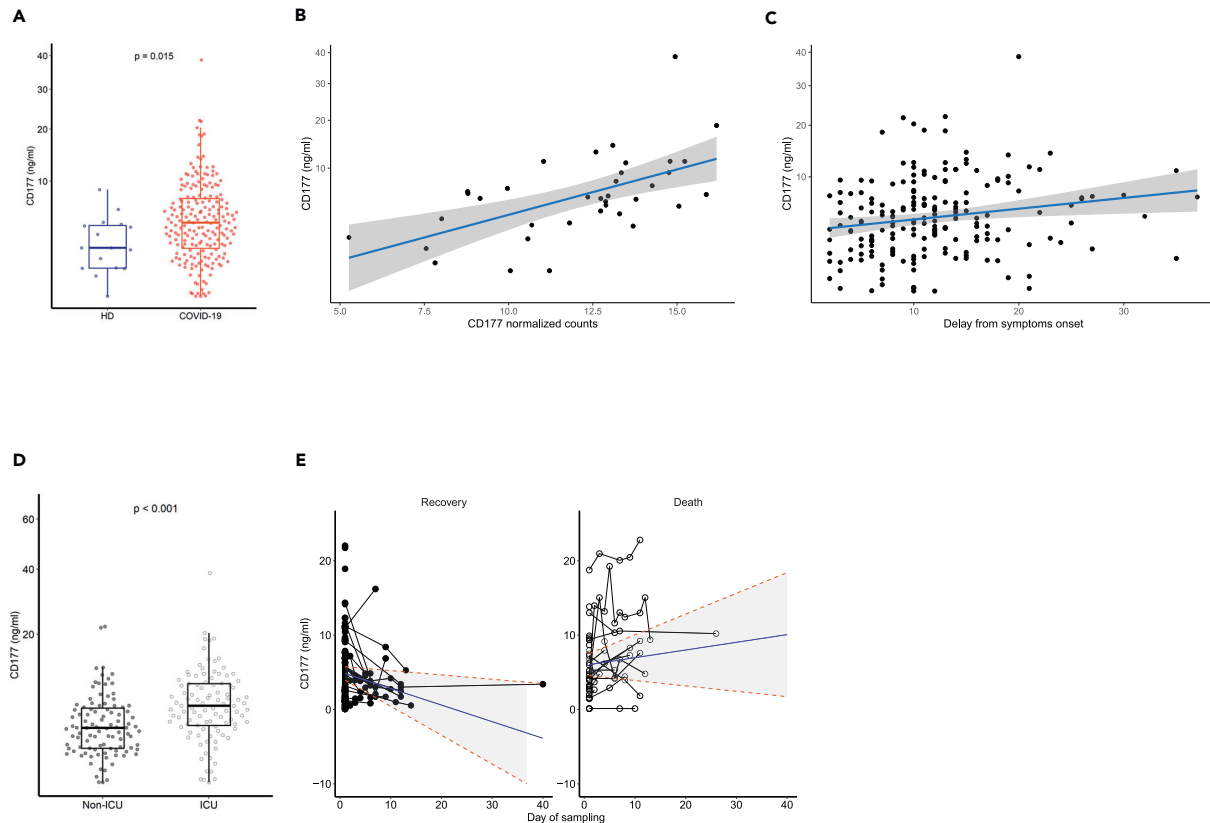 A
p = 0.015
CD177 (ng/ml)
40
30
20
10
HD
COVID-19
B
CD177 (ng/ml)
40
30
20
10
5.0
7.5
10.0
12.5
15.0
CD177 normalized counts
C
CD177 (ng/ml)
40
30
20
10
10
20
30
Delay from symptoms onset
D
p < 0.001
CD177 (ng/ml)
60
40
20
Non-ICU
ICU
E
Recovery
Death
CD177 (ng/ml)
20
10
0
−10
20
10
0
−10
0
10
20
30
40
0
10
20
30
40
Day of sampling